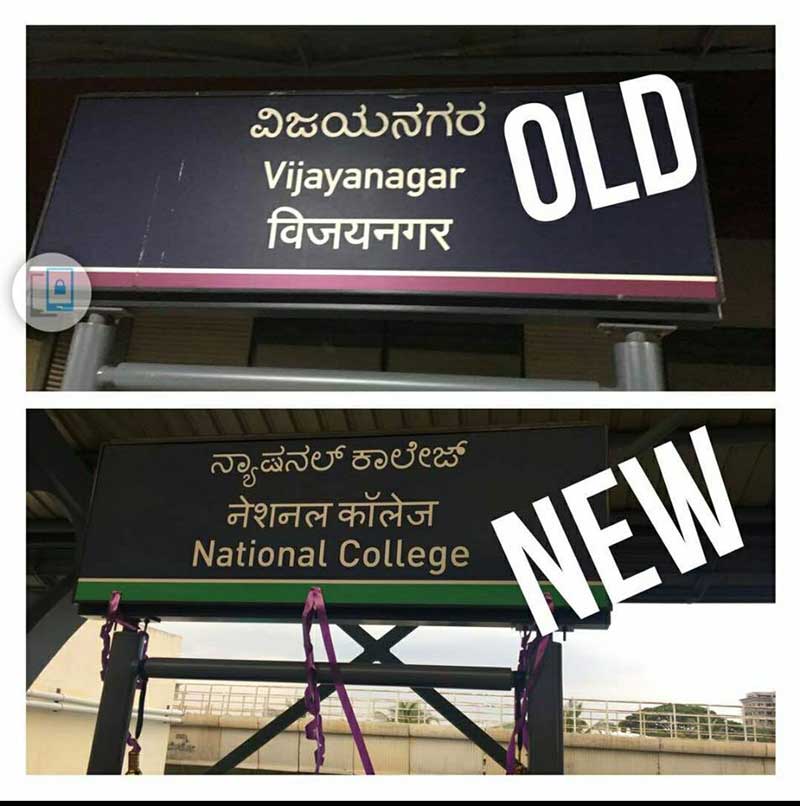 ವಿಜಯನಗರ
Vijayanagar
विजयनगर
OLD
ನ್ಯಾಷನಲ್ ಕಾಲೇಜ್
नेशनल कॉलेज
National College
NEW